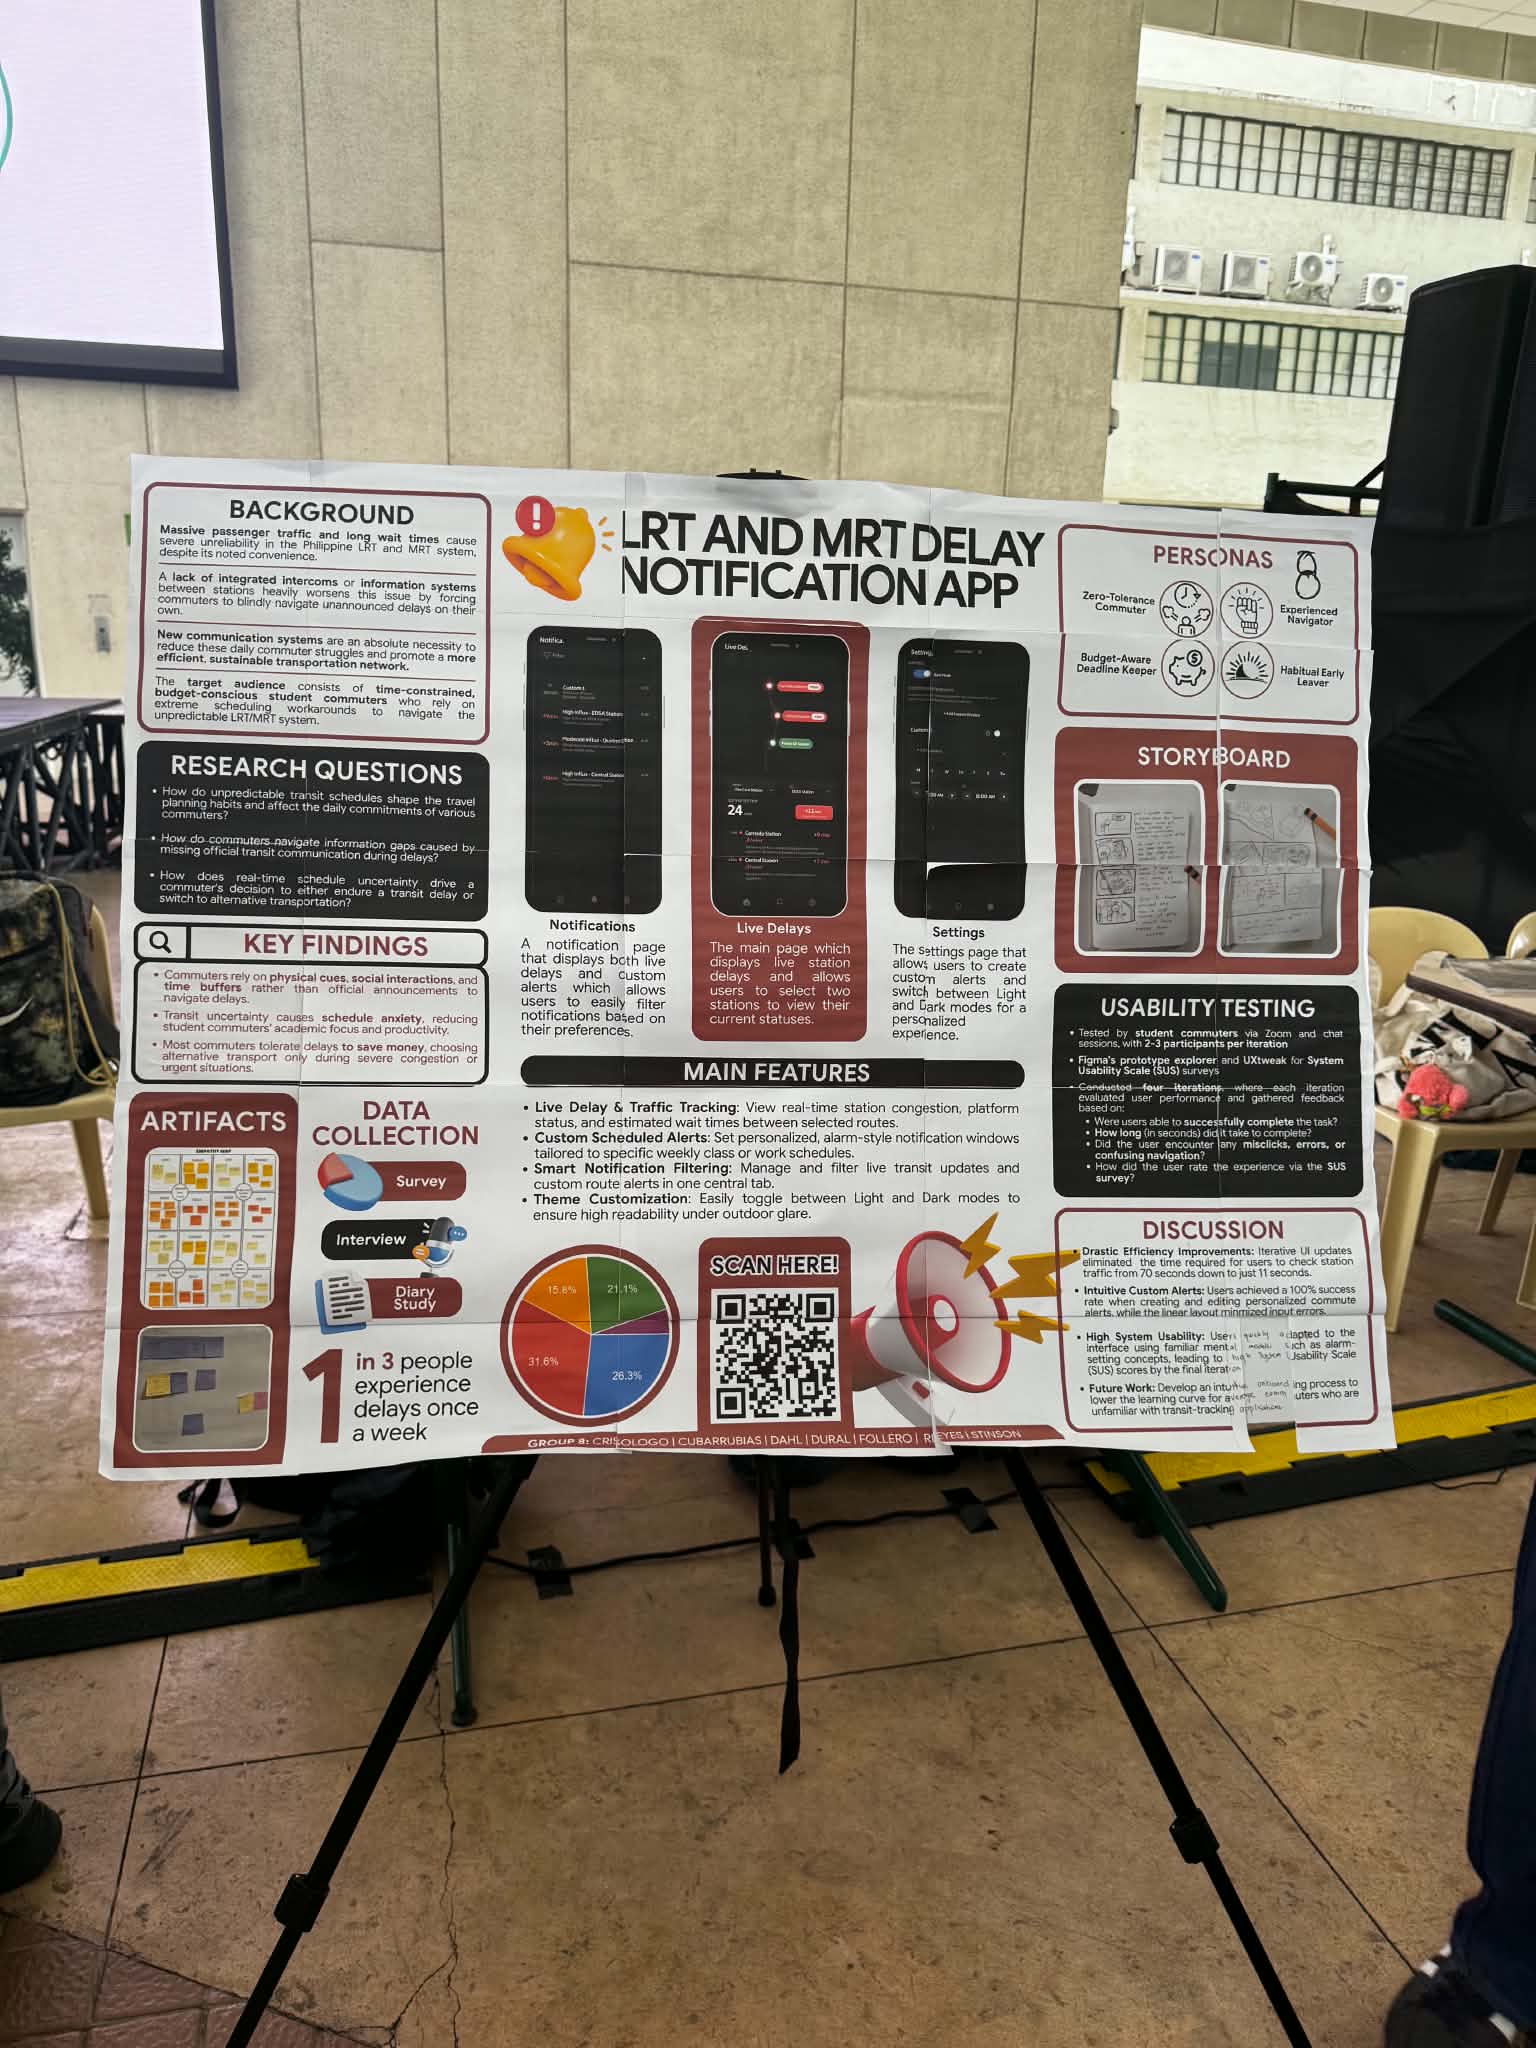 BACKGROUND
Massive passenger traffic and long wait times cause
severe unreliability in the Philippine LRT and MRT system,
despite its noted convenience.
A lack of integrated intercoms or information systems
between stations heavily worsens this issue by forcing
commuters to blindly navigate unannounced delays on their
own.
New communication systems are an absolute necessity to
reduce these daily commuter struggles and promote a more
efficient, sustainable transportation network.
The target audience consists of time-constrained,
budget-conscious student commuters who rely on
extreme scheduling workarounds to navigate the
unpredictable LRT/MRT system.
RESEARCH QUESTIONS
• How do unpredictable transit schedules shape the travel
planning habits and affect the daily commitments of various
commuters?
• How do commuters navigate information gaps caused by
missing official transit communication during delays?
• How does real-time schedule uncertainty drive a
commuter's decision to either endure a transit delay or
switch to alternative transportation?
KEY FINDINGS
• Commuters rely on physical cues, social interactions, and
time buffers rather than official announcements to
navigate delays.
• Transit uncertainty causes schedule anxiety, reducing
student commuters' academic focus and productivity.
• Most commuters tolerate delays to save money, choosing
alternative transport only during severe congestion or
urgent situations.
ARTIFACTS
DATA
COLLECTION
Survey
Interview
Diary
Study
1 in 3 people
experience
delays once
a week
LRT AND MRT DELAY
NOTIFICATION APP
Notifica.
Filter
Custom 1
High Influx - EDSA Station
Moderate Influx - Quirino
High Influx - Central Station
Notifications
A notification page
that displays both live
delays and custom
alerts which allows
users to easily filter
notifications based on
their preferences.
Live Del
24
Central Station
Live Delays
The main page which
displays live station
delays and allows
users to select two
stations to view their
current statuses.
Setting
Custom
Settings
The settings page that
allows users to create
custom alerts and
switch between Light
and Dark modes for a
personalized
experience.
MAIN FEATURES
• Live Delay & Traffic Tracking: View real-time station congestion, platform
status, and estimated wait times between selected routes.
• Custom Scheduled Alerts: Set personalized, alarm-style notification windows
tailored to specific weekly class or work schedules.
• Smart Notification Filtering: Manage and filter live transit updates and
custom route alerts in one central tab.
• Theme Customization: Easily toggle between Light and Dark modes to
ensure high readability under outdoor glare.
15.8%
21.1%
31.6%
26.3%
SCAN HERE!
GROUP 8: CRISOLOGO | CUBARRUBIAS | DAHL | DURAL | FOLLERO | REYES | STINSON
PERSONAS
Zero-Tolerance
Commuter
Experienced
Navigator
Budget-Aware
Deadline Keeper
Habitual Early
Leaver
STORYBOARD
USABILITY TESTING
• Tested by student commuters via Zoom and chat
sessions, with 2-3 participants per iteration
• Figma's prototype explorer and UXtweak for System
Usability Scale (SUS) surveys
• Conducted four iterations, where each iteration
evaluated user performance and gathered feedback
based on:
• Were users able to successfully complete the task?
• How long (in seconds) did it take to complete?
• Did the user encounter any misclicks, errors, or
confusing navigation?
• How did the user rate the experience via the SUS
survey?
DISCUSSION
• Drastic Efficiency Improvements: Iterative UI updates
eliminated the time required for users to check station
traffic from 70 seconds down to just 11 seconds.
• Intuitive Custom Alerts: Users achieved a 100% success
rate when creating and editing personalized commute
alerts, while the linear layout minimized input errors.
• High System Usability: Users quickly adapted to the
interface using familiar mental models such as alarm-
setting concepts, leading to high System Usability Scale
(SUS) scores by the final iteration
• Future Work: Develop an intuitive onboarding process to
lower the learning curve for average commuters who are
unfamiliar with transit-tracking applications